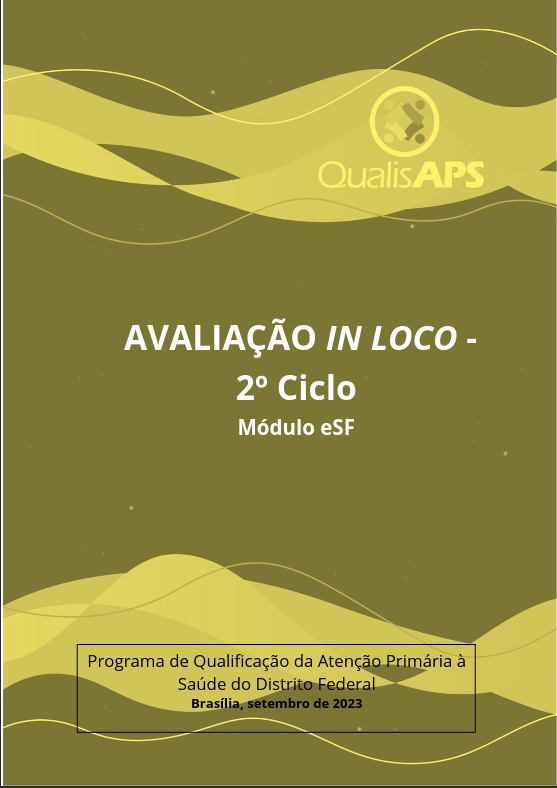 QualisAPS
AVALIAÇÃO IN LOCO -
2º Ciclo
Módulo eSF
Programa de Qualificação da Atenção Primária à
Saúde do Distrito Federal
Brasília, setembro de 2023